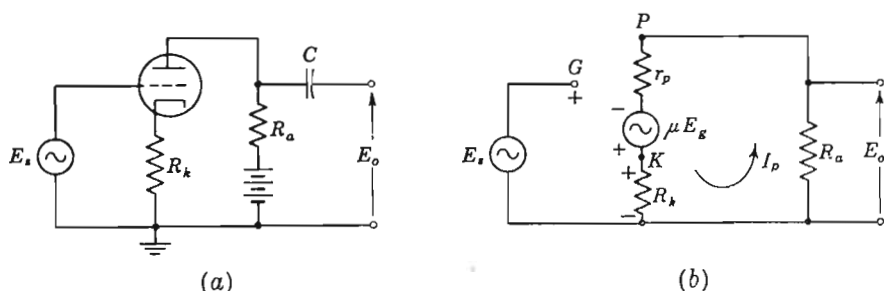 C
R_a
E_s
R_k
E_o
(a)
P
r_p
G
+
−
μE_g
E_s
+
K
+
I_p
R_a
E_o
R_k
−
(b)